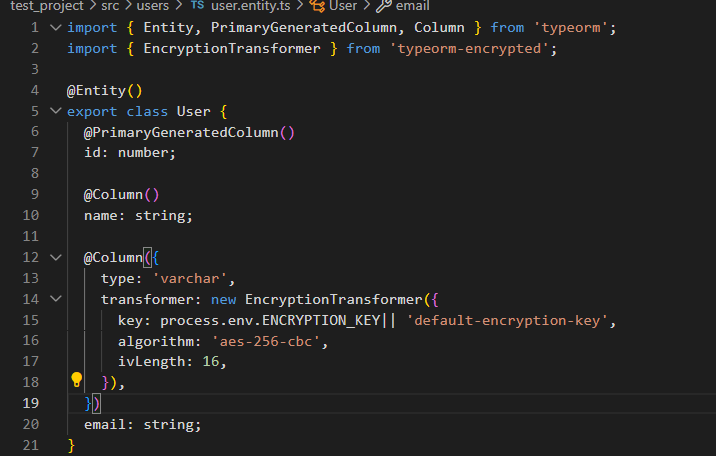 test_project > src > users > TS user.entity.ts > User > email
1 import { Entity, PrimaryGeneratedColumn, Column } from 'typeorm';
2 import { EncryptionTransformer } from 'typeorm-encrypted';
3
4 @Entity()
5 export class User {
6 @PrimaryGeneratedColumn()
7 id: number;
8
9 @Column()
10 name: string;
11
12 @Column({
13 type: 'varchar',
14 transformer: new EncryptionTransformer({
15 key: process.env.ENCRYPTION_KEY|| 'default-encryption-key',
16 algorithm: 'aes-256-cbc',
17 ivLength: 16,
18 }),
19 })
20 email: string;
21 }